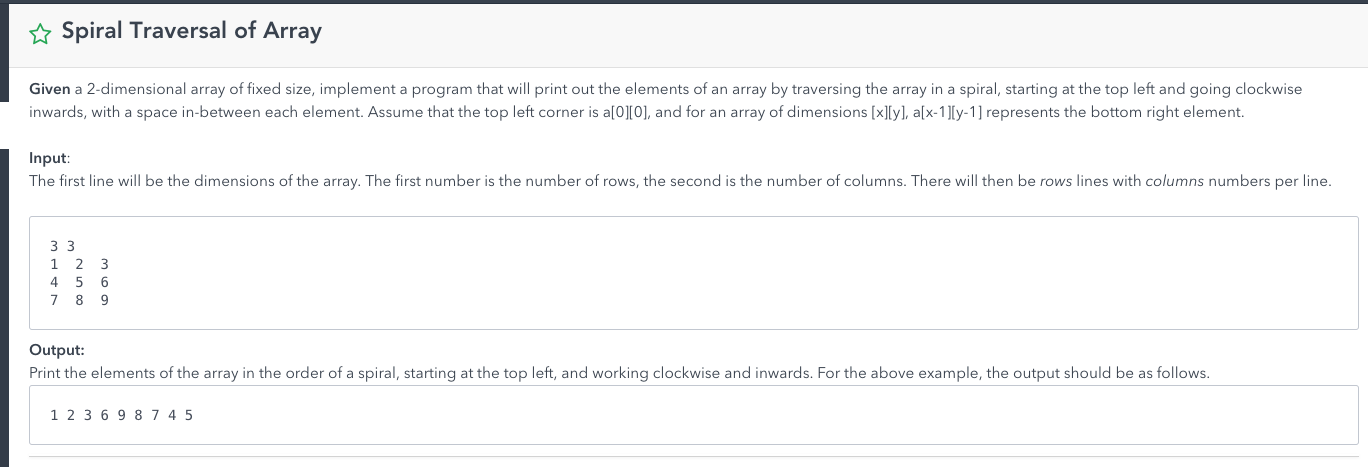 Spiral Traversal of Array
Given a 2-dimensional array of fixed size, implement a program that will print out the elements of an array by traversing the array in a spiral, starting at the top left and going clockwise
inwards, with a space in-between each element. Assume that the top left corner is a[0][0], and for an array of dimensions [x][y], a[x-1][y-1] represents the bottom right element.
Input:
The first line will be the dimensions of the array. The first number is the number of rows, the second is the number of columns. There will then be rows lines with columns numbers per line.
3 3
1  2  3
4  5  6
7  8  9
Output:
Print the elements of the array in the order of a spiral, starting at the top left, and working clockwise and inwards. For the above example, the output should be as follows.
1 2 3 6 9 8 7 4 5